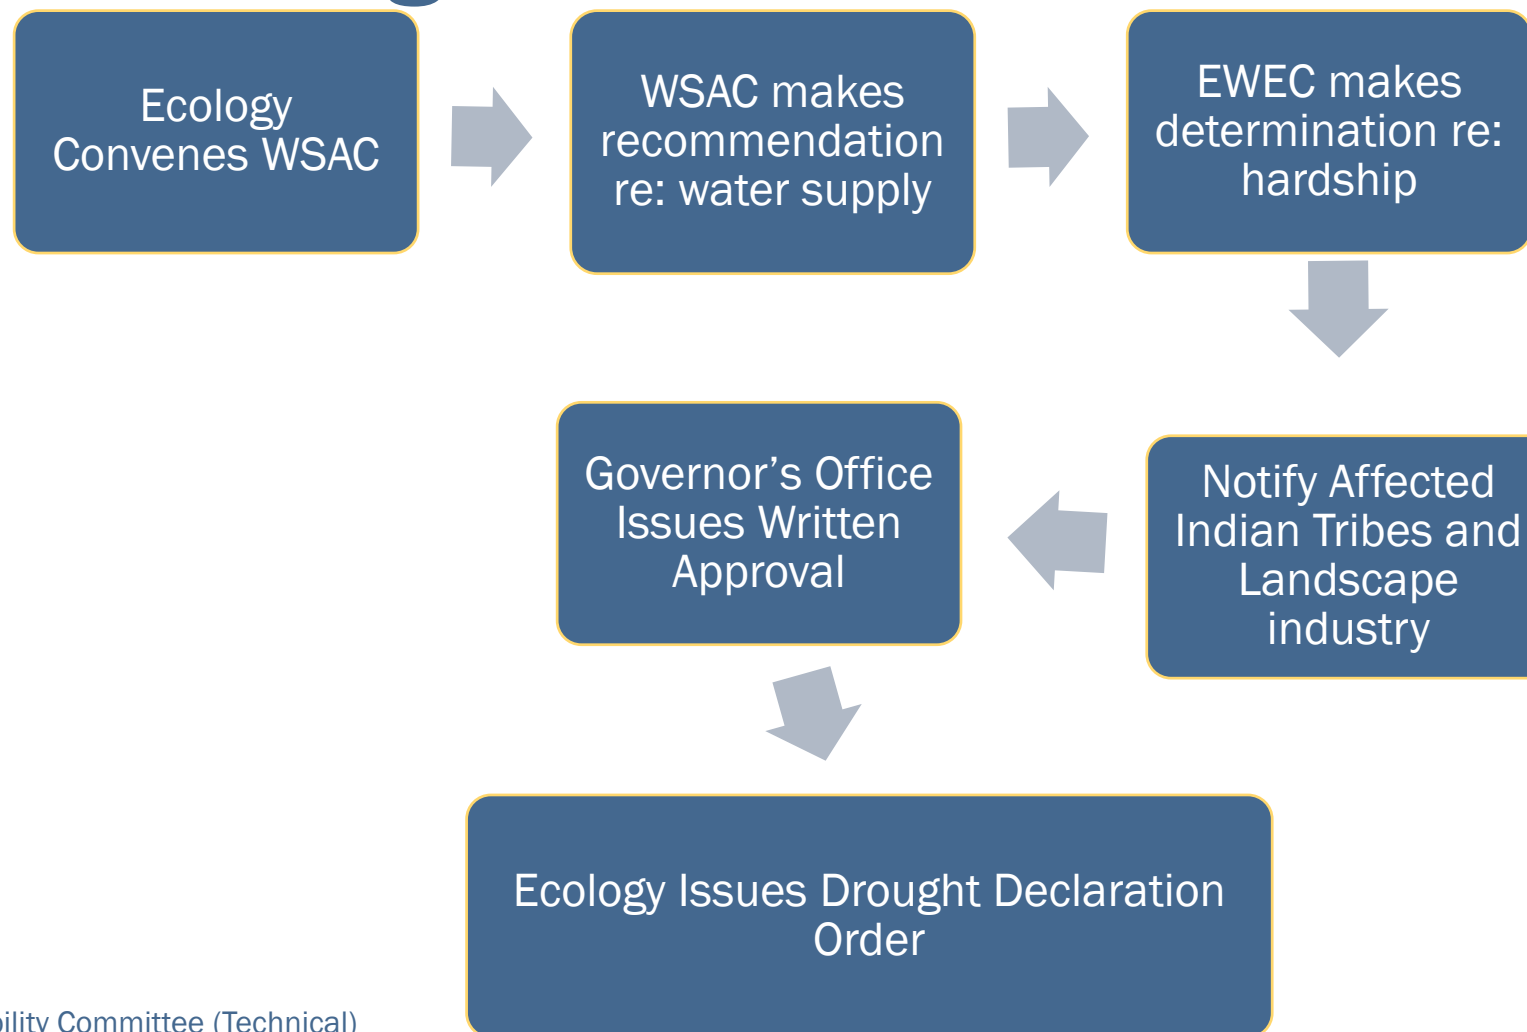 Ecology
Convenes WSAC
WSAC makes
recommendation
re: water supply
EWEC makes
determination re:
hardship
Notify Affected
Indian Tribes and
Landscape
industry
Governor’s Office
Issues Written
Approval
Ecology Issues Drought Declaration
Order
Committee (Technical)